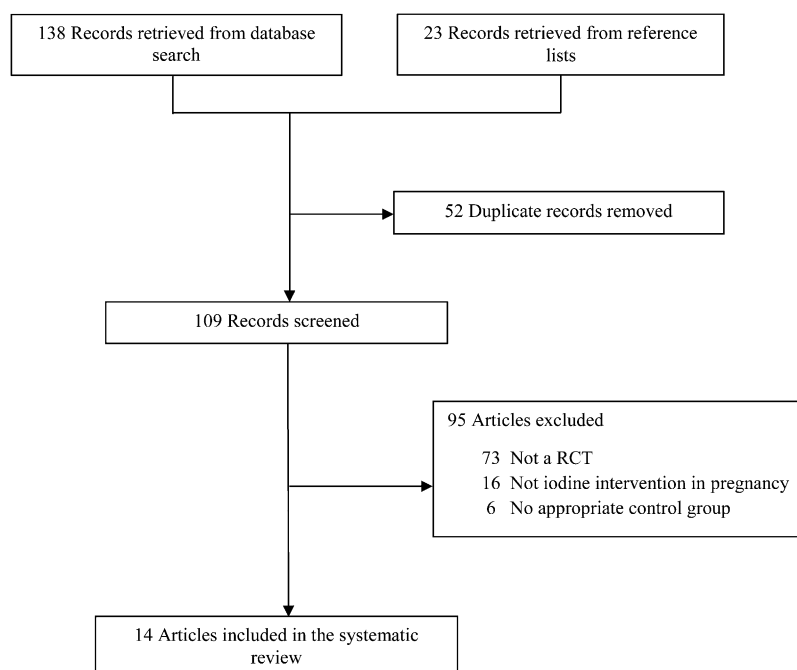 138 Records retrieved from database
search
23 Records retrieved from reference
lists
52 Duplicate records removed
109 Records screened
95 Articles excluded
73 Not a RCT
16 Not iodine intervention in pregnancy
6 No appropriate control group
14 Articles included in the systematic
review